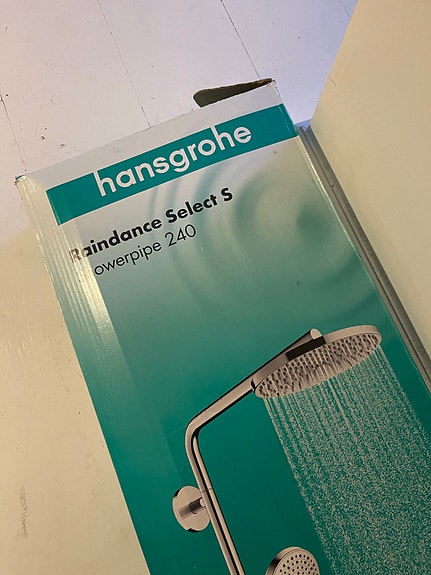 hansgrohe
Raindance Select S
owerpipe 240